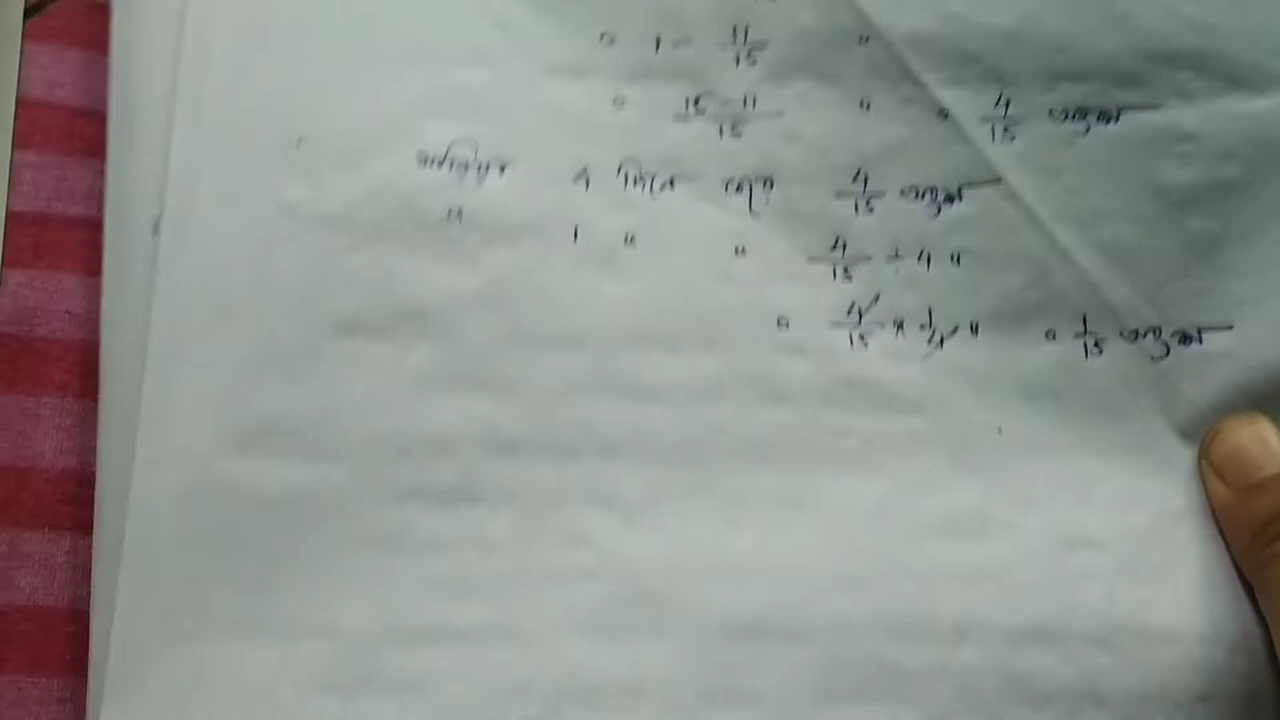 = 1 - 11/15 "
= 15-11/15 " = 4/15 অংশ
4 দিনে করে 4/15 অংশ
" 1 " " 4/15 ÷ 4 "
= 4/15 × 1/4 " = 1/15 অংশ